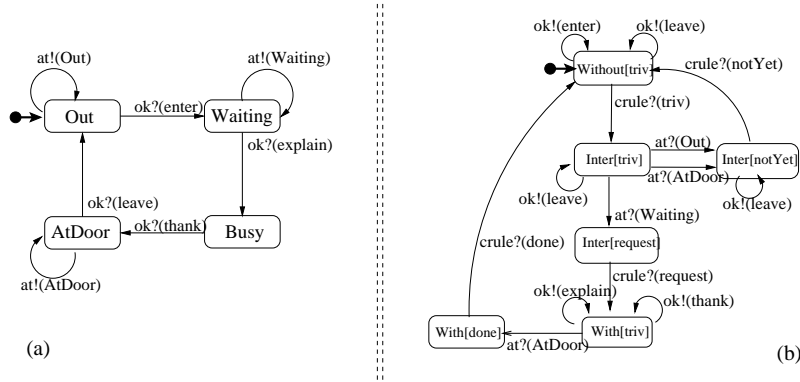 at!(Out)
at!(Waiting)
Out
ok?(enter)
Waiting
ok?(explain)
ok?(leave)
AtDoor
ok?(thank)
Busy
at!(AtDoor)
(a)
ok!(enter)
ok!(leave)
Without[triv]
crule?(notYet)
crule?(triv)
Inter[triv]
at?(Out)
at?(AtDoor)
Inter[notYet]
ok!(leave)
ok!(leave)
at?(Waiting)
crule?(done)
Inter[request]
crule?(request)
ok!(explain)
ok!(thank)
With[done]
at?(AtDoor)
With[triv]
(b)